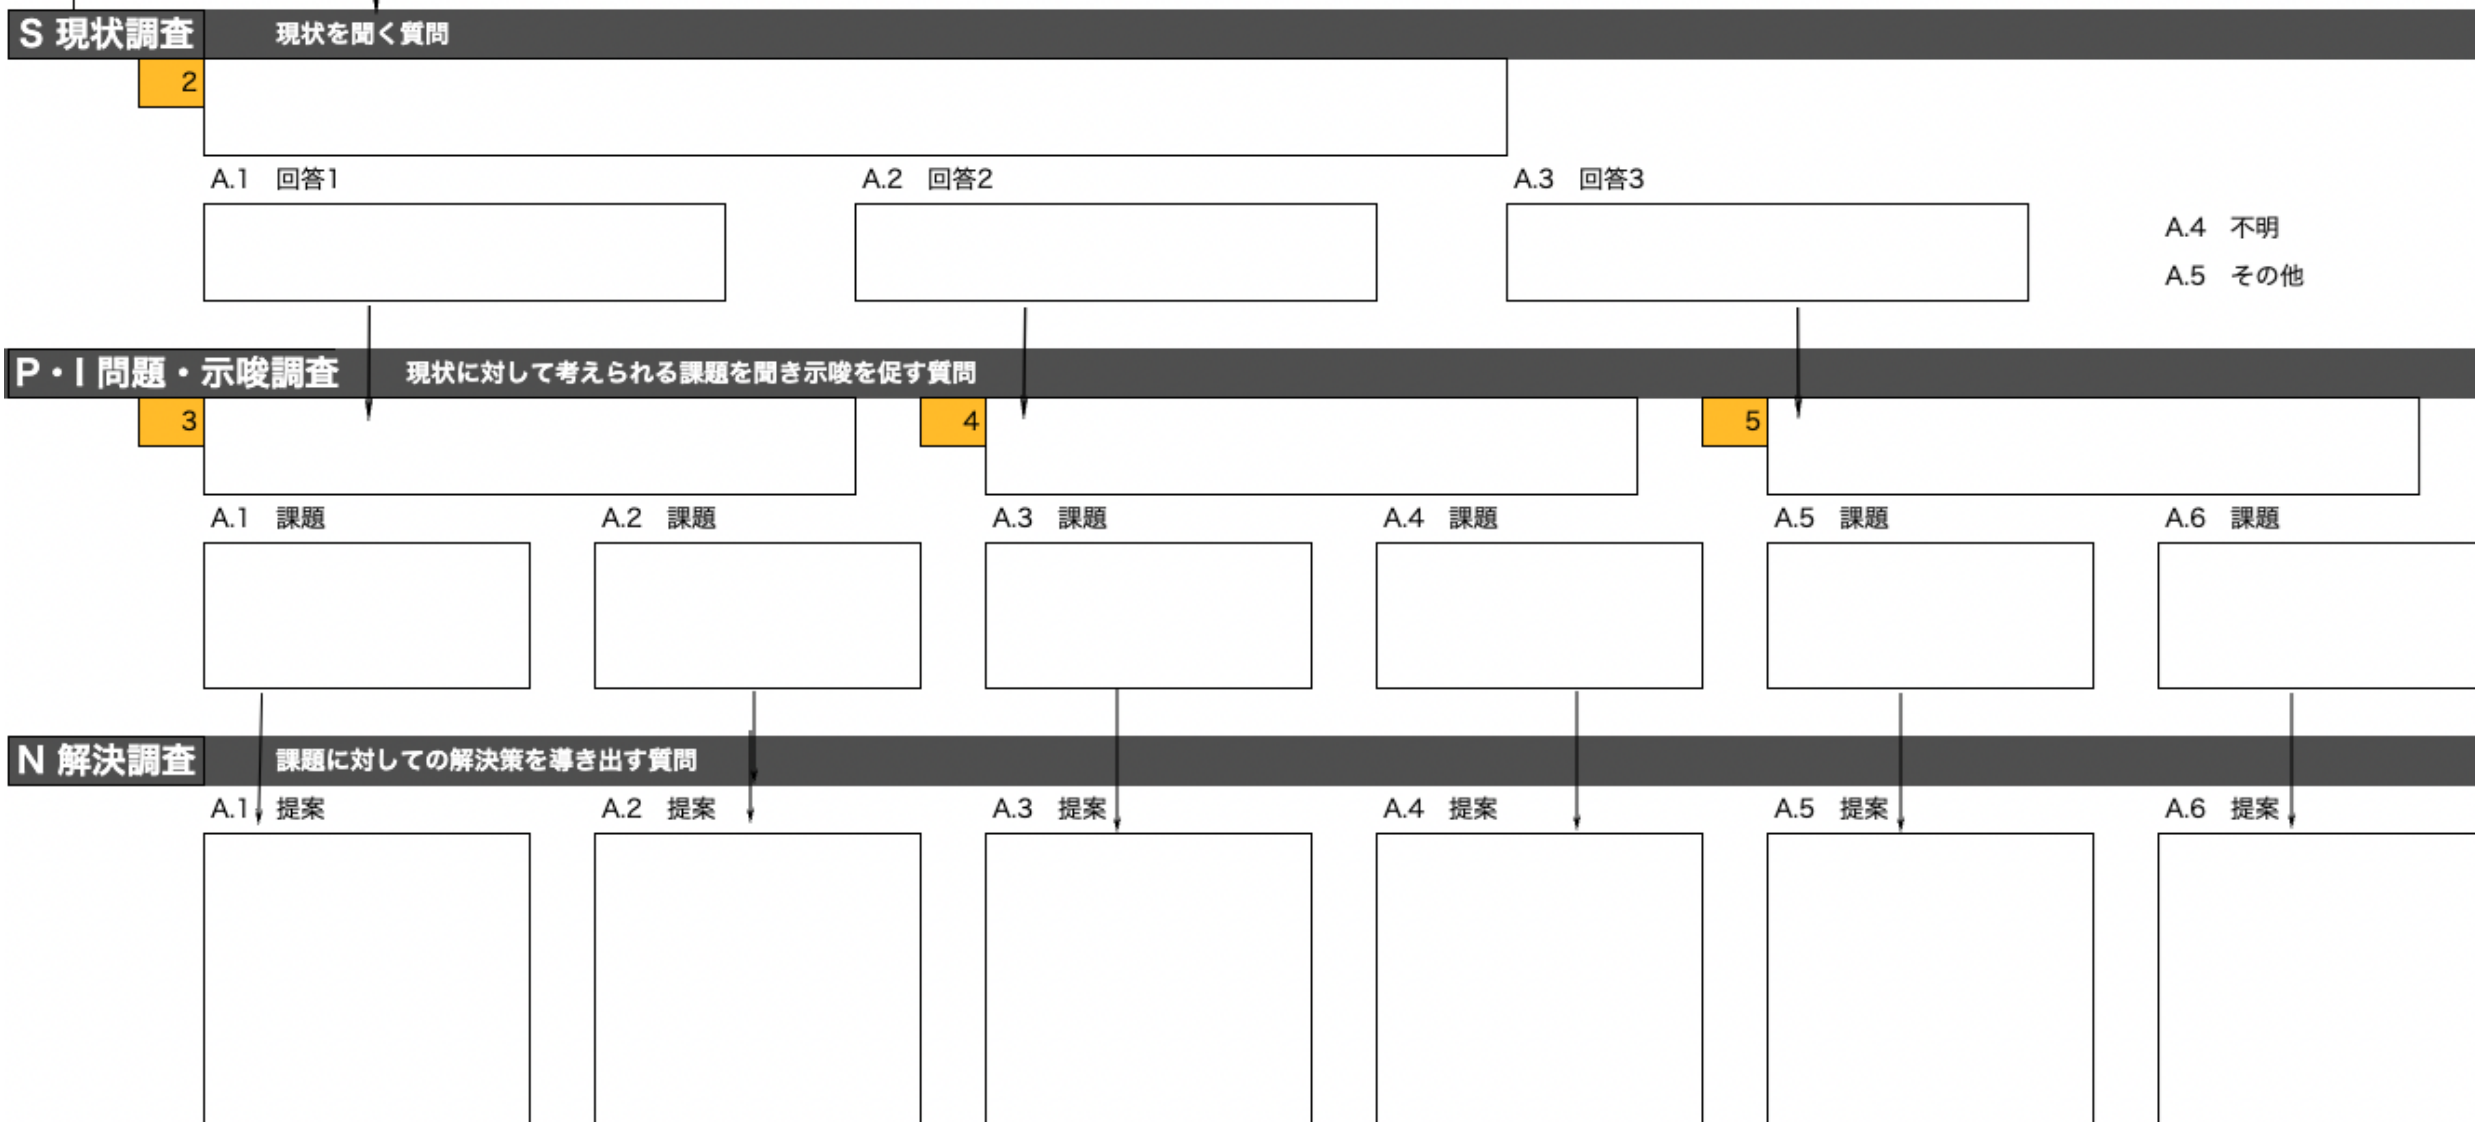 S 現状調査 現状を聞く質問
2
A.1 回答1 A.2 回答2 A.3 回答3
A.4 不明
A.5 その他
P・I 問題・示唆調査 現状に対して考えられる課題を聞き示唆を促す質問
3 4 5
A.1 課題 A.2 課題 A.3 課題 A.4 課題 A.5 課題 A.6 課題
N 解決調査 課題に対しての解決策を導き出す質問
A.1 提案 A.2 提案 A.3 提案 A.4 提案 A.5 提案 A.6 提案